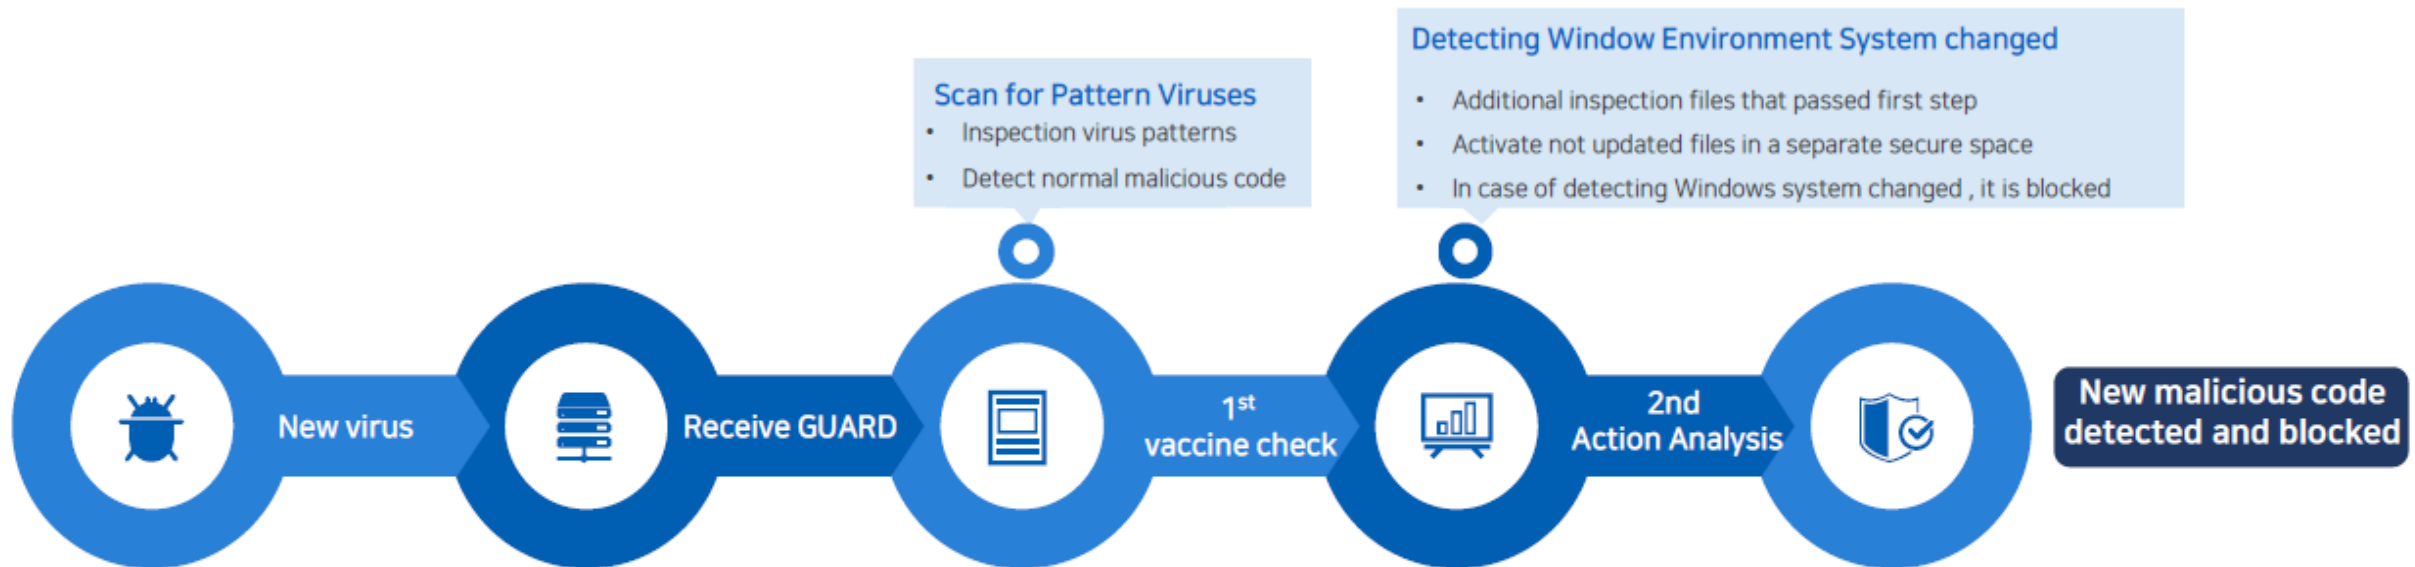 Detecting Window Environment System changed
• Additional inspection files that passed first step
• Activate not updated files in a separate secure space
• In case of detecting Windows system changed , it is blocked
Scan for Pattern Viruses
• Inspection virus patterns
• Detect normal malicious code
New virus
Receive GUARD
1st
vaccine check
2nd
Action Analysis
New malicious code
detected and blocked